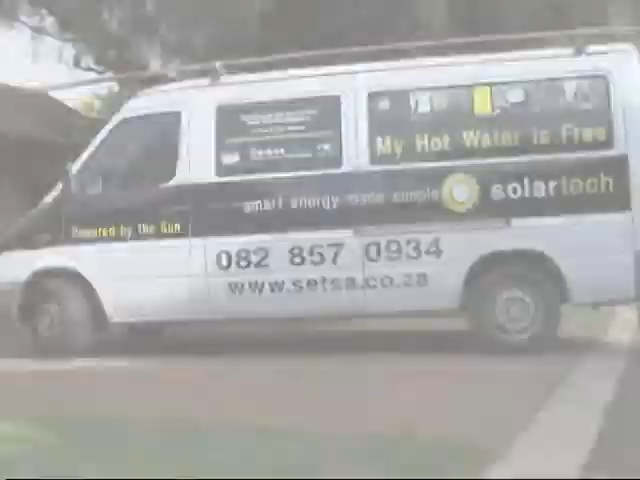 My Hot Water is Free
smart energy made simple solartech
Powered by the Sun
082 857 0934
www.setsa.co.za